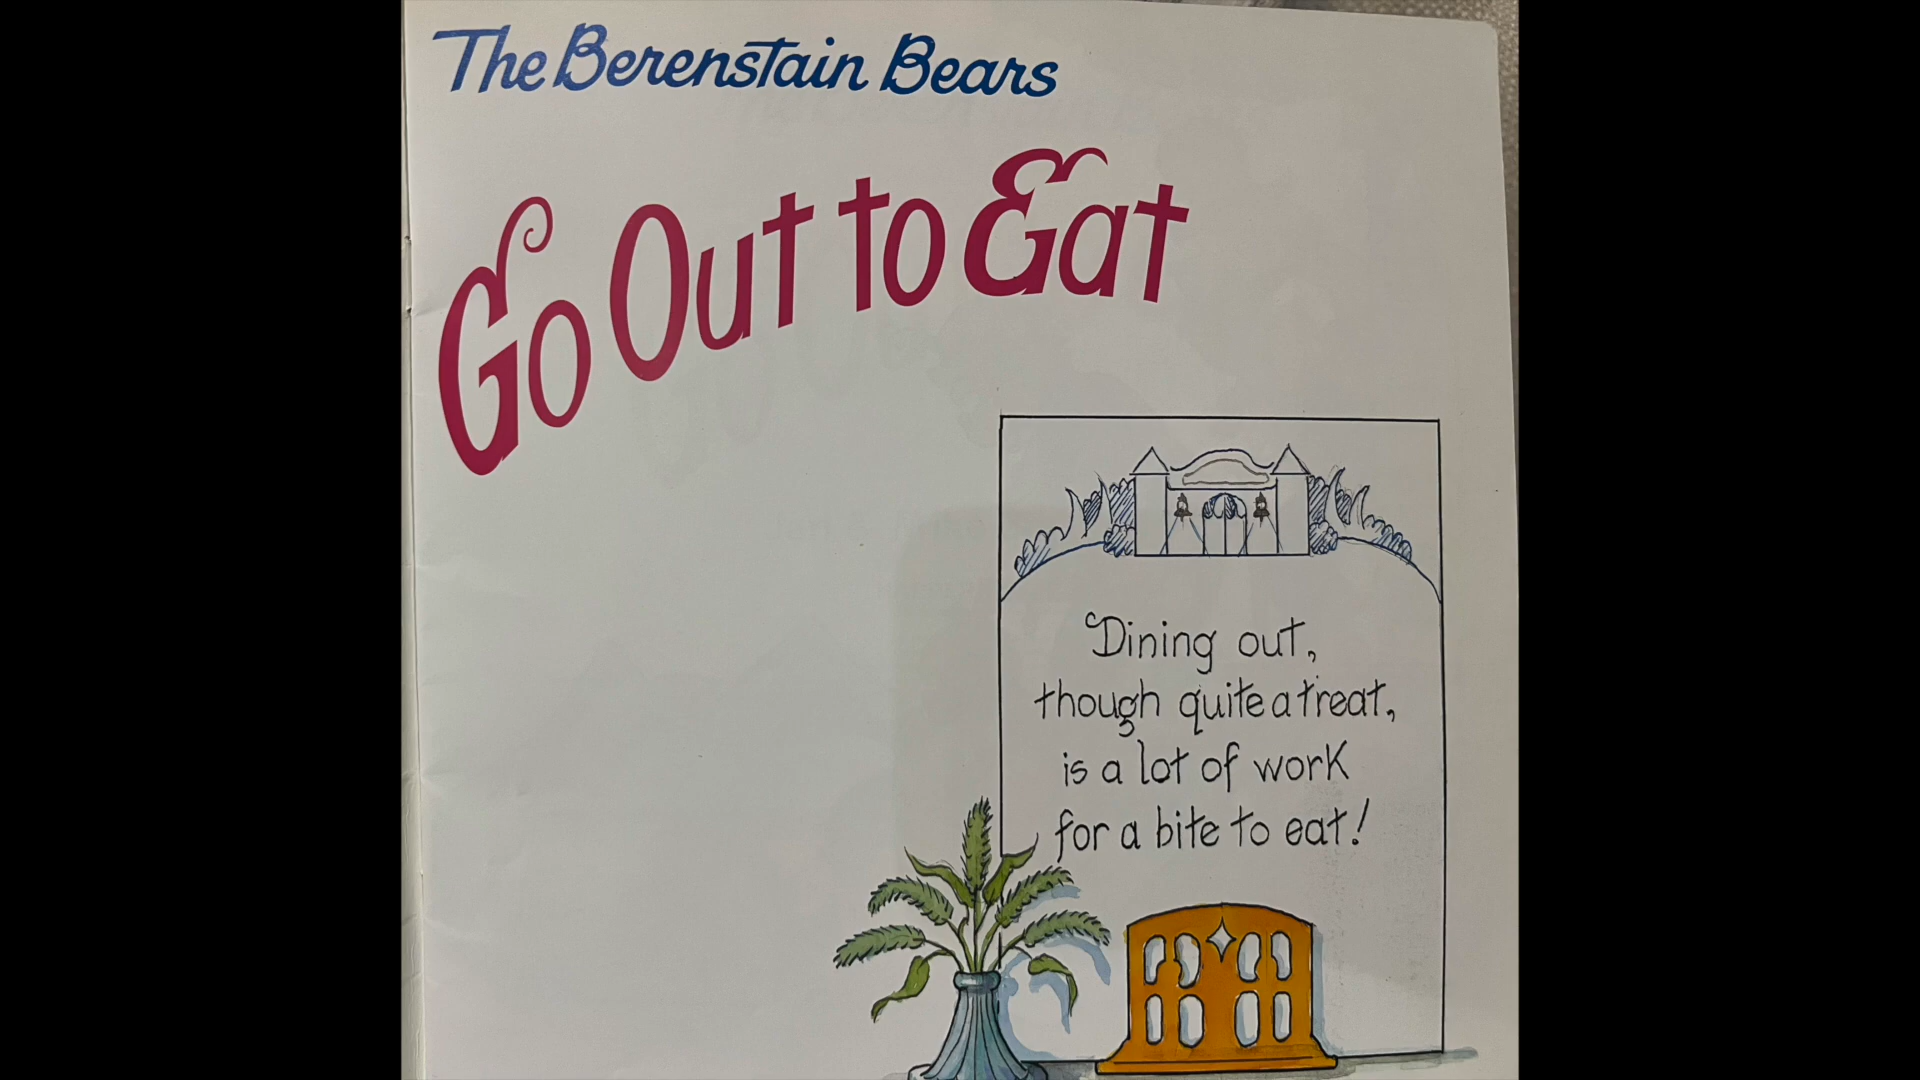 The Berenstain Bears
Go Out to Eat
Dining out,
though quite a treat,
is a lot of work
for a bite to eat!